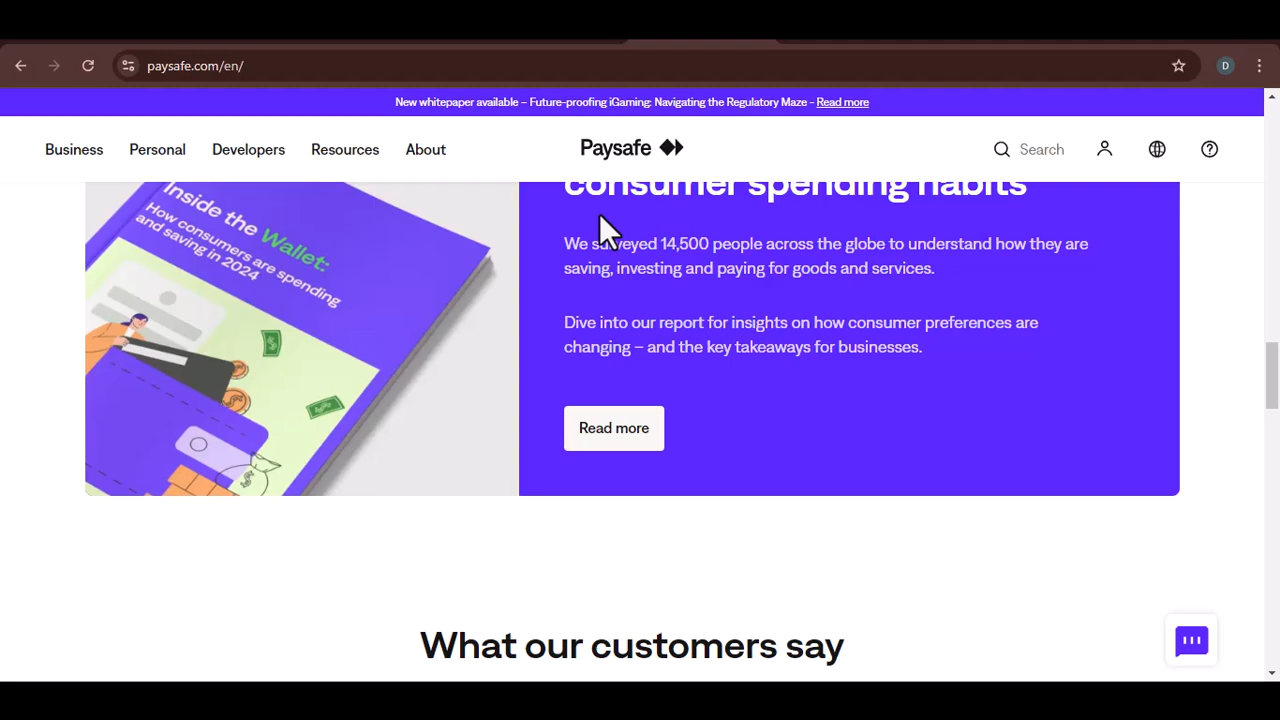 paysafe.com/en/
D
New whitepaper available – Future-proofing iGaming: Navigating the Regulatory Maze - Read more
Business Personal Developers Resources About Paysafe Search
consumer spending habits
We surveyed 14,500 people across the globe to understand how they are
saving, investing and paying for goods and services.
Dive into our report for insights on how consumer preferences are
changing – and the key takeaways for businesses.
Read more
Inside the Wallet:
How consumers are spending
and saving in 2024
What our customers say